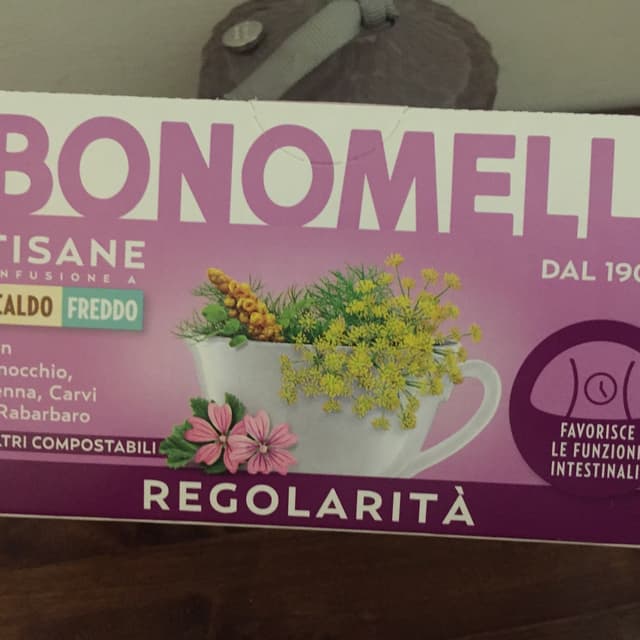 BONOMELL
TISANE
NFUSIONE A
CALDO FREDDO
DAL 190
n
nocchio,
enna, Carvi
Rabarbaro
LTRI COMPOSTABILI
FAVORISCE
LE FUNZIONI
INTESTINALI
REGOLARITÀ